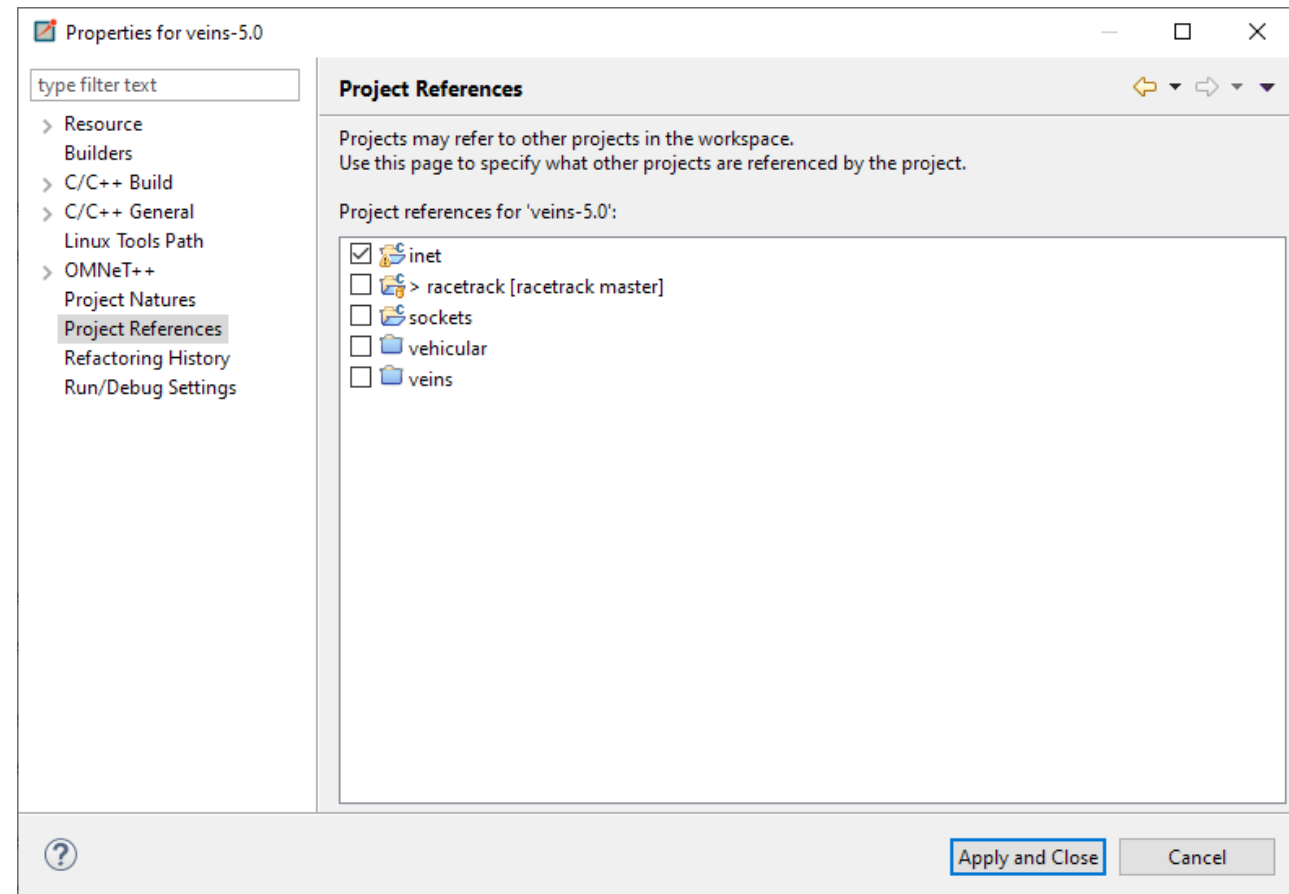 Properties for veins-5.0
type filter text
Resource
Builders
C/C++ Build
C/C++ General
Linux Tools Path
OMNeT++
Project Natures
Project References
Refactoring History
Run/Debug Settings
Project References
Projects may refer to other projects in the workspace.
Use this page to specify what other projects are referenced by the project.
Project references for 'veins-5.0':
inet
> racetrack [racetrack master]
sockets
vehicular
veins
Apply and Close
Cancel